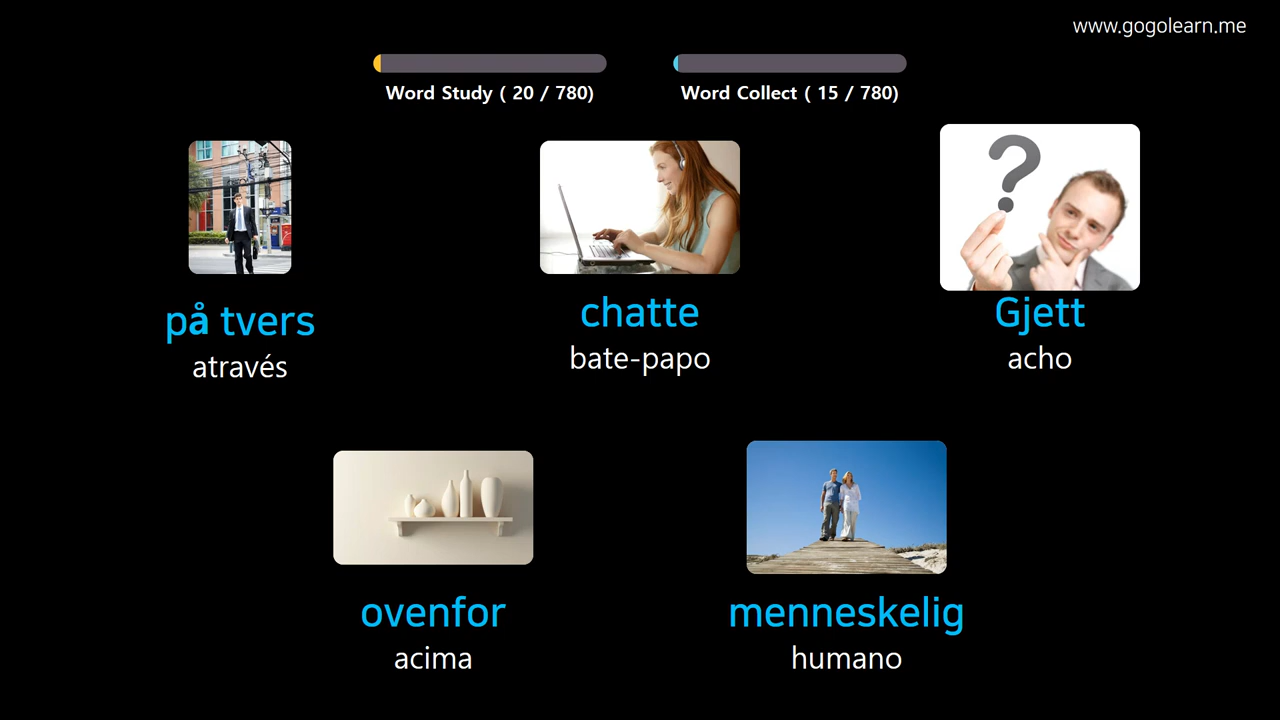 www.gogolearn.me
Word Study ( 20 / 780)
Word Collect ( 15 / 780)
på tvers
através
chatte
bate-papo
Gjett
acho
ovenfor
acima
menneskelig
humano